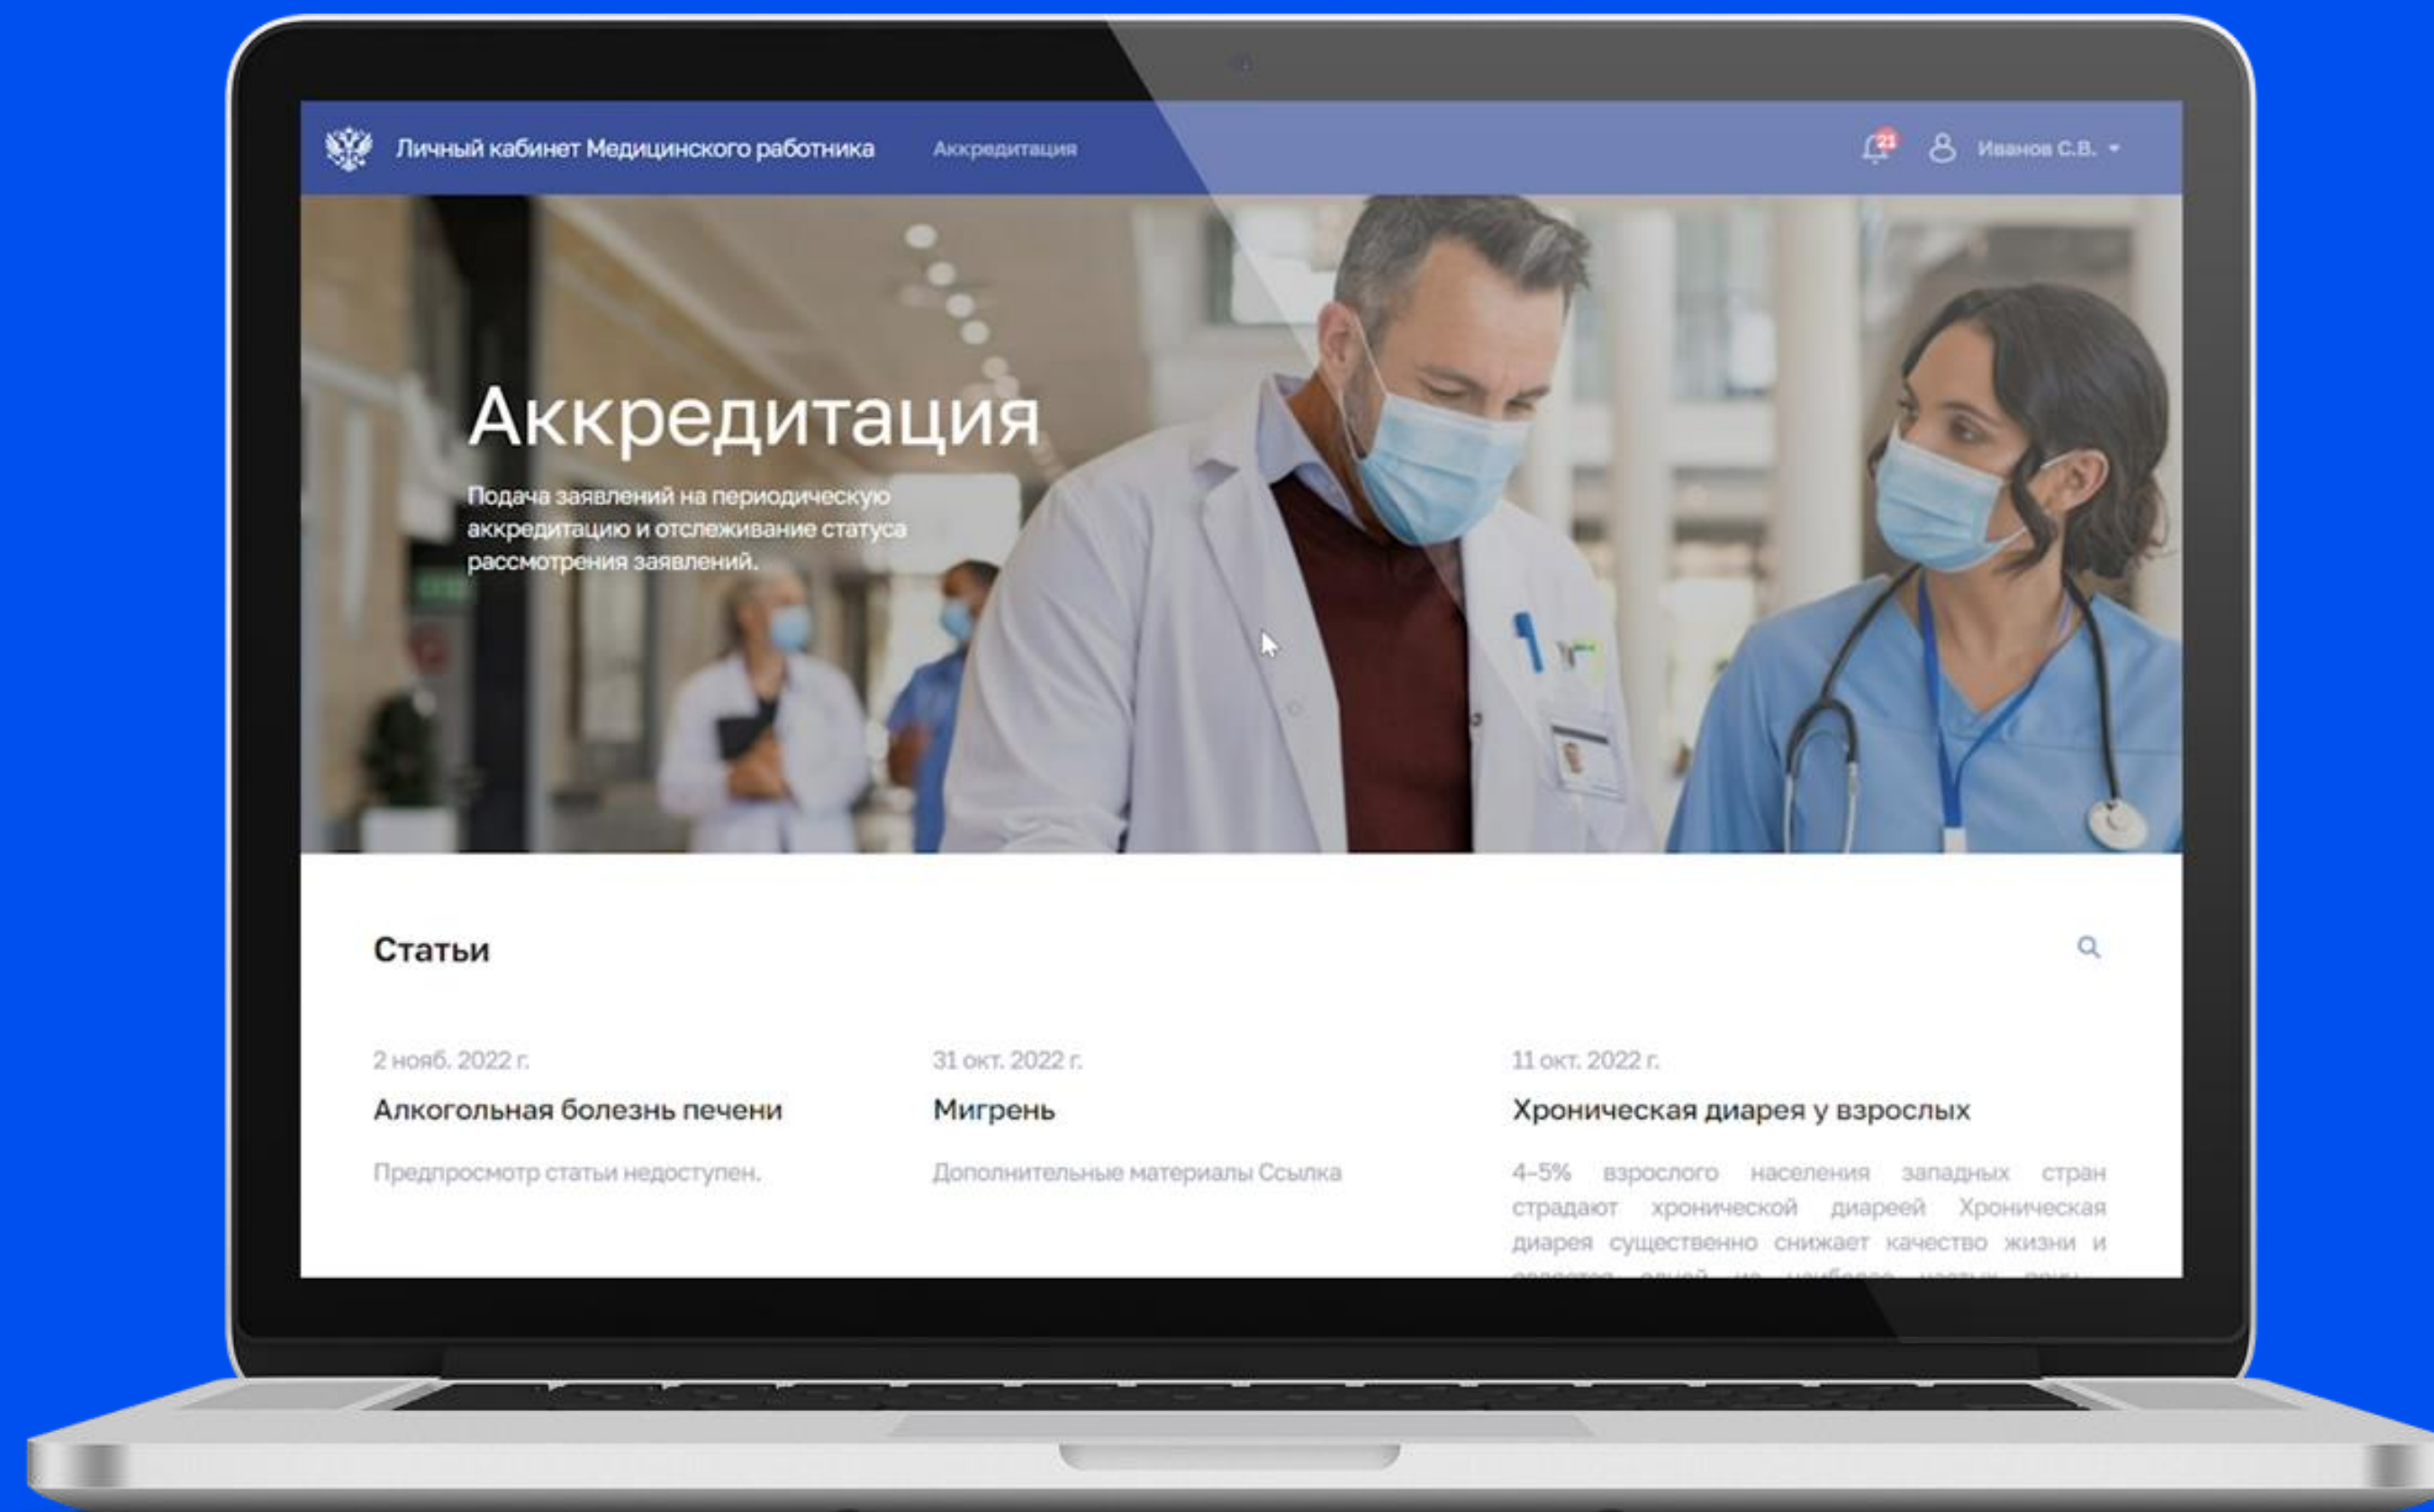 Личный кабинет Медицинского работника Аккредитация 21 Иванов С.В.
Аккредитация
Подача заявлений на периодическую
аккредитацию и отслеживание статуса
рассмотрения заявлений.
Статьи
2 нояб. 2022 г.
Алкогольная болезнь печени
Предпросмотр статьи недоступен.
31 окт. 2022 г.
Мигрень
Дополнительные материалы Ссылка
11 окт. 2022 г.
Хроническая диарея у взрослых
4-5% взрослого населения западных стран
страдают хронической диареей Хроническая
диарея существенно снижает качество жизни и